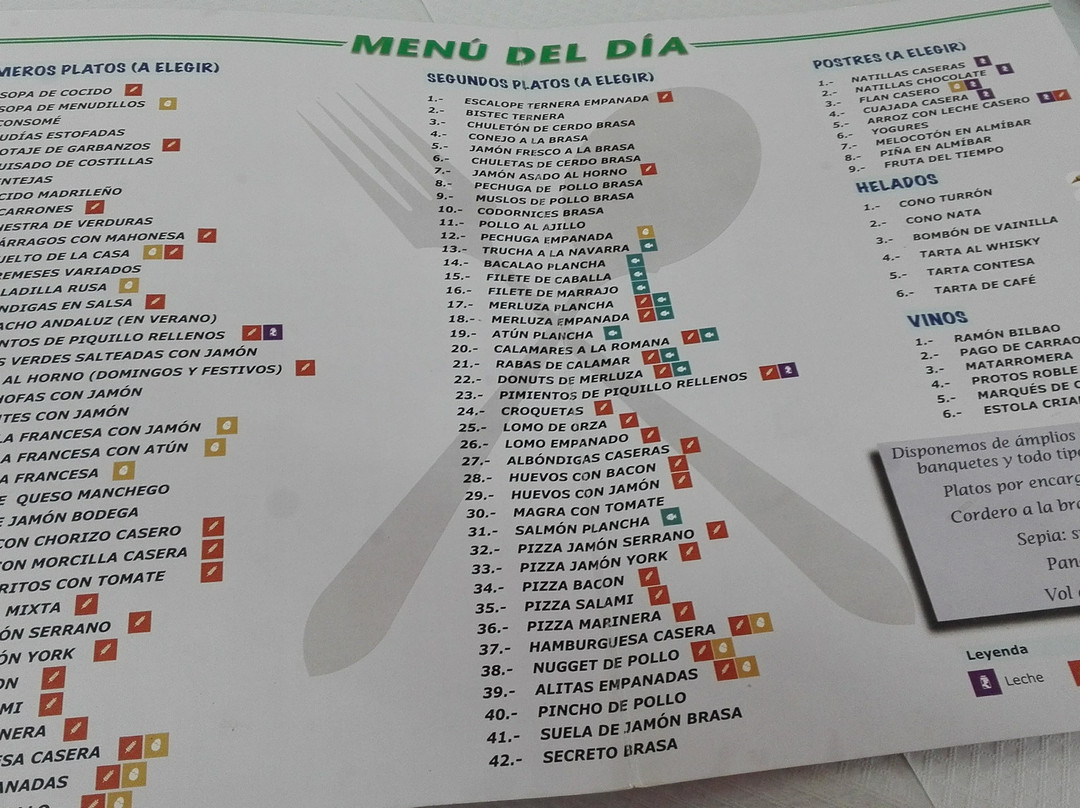 MENÚ DEL DÍA
MEROS PLATOS (A ELEGIR)
SOPA DE COCIDO
SOPA DE MENUDILLOS
CONSOMÉ
UDÍAS ESTOFADAS
OTAJE DE GARBANZOS
UISADO DE COSTILLAS
ENTEJAS
CIDO MADRILEÑO
CARRONES
NESTRA DE VERDURAS
ÁRRAGOS CON MAHONESA
UELTO DE LA CASA
REMESES VARIADOS
LADILLA RUSA
NDIGAS EN SALSA
ACHO ANDALUZ (EN VERANO)
NTOS DE PIQUILLO RELLENOS
S VERDES SALTEADAS CON JAMÓN
AL HORNO (DOMINGOS Y FESTIVOS)
HOFAS CON JAMÓN
TES CON JAMÓN
LA FRANCESA CON JAMÓN
A FRANCESA CON ATÚN
A FRANCESA
E QUESO MANCHEGO
E JAMÓN BODEGA
CON CHORIZO CASERO
ON MORCILLA CASERA
RITOS CON TOMATE
MIXTA
ÓN SERRANO
ÓN YORK
ON
MI
NERA
SA CASERA
ANADAS
SEGUNDOS PLATOS (A ELEGIR)
1.- ESCALOPE TERNERA EMPANADA
2.- BISTEC TERNERA
3.- CHULETÓN DE CERDO BRASA
4.- CONEJO A LA BRASA
5.- JAMÓN FRESCO A LA BRASA
6.- CHULETAS DE CERDO BRASA
7.- JAMÓN ASADO AL HORNO
8.- PECHUGA DE POLLO BRASA
9.- MUSLOS DE POLLO BRASA
10.- CODORNICES BRASA
11.- POLLO AL AJILLO
12.- PECHUGA EMPANADA
13.- TRUCHA A LA NAVARRA
14.- BACALAO PLANCHA
15.- FILETE DE CABALLA
16.- FILETE DE MARRAJO
17.- MERLUZA PLANCHA
18.- MERLUZA EMPANADA
19.- ATÚN PLANCHA
20.- CALAMARES A LA ROMANA
21.- RABAS DE CALAMAR
22.- DONUTS DE MERLUZA
23.- PIMIENTOS DE PIQUILLO RELLENOS
24.- CROQUETAS
25.- LOMO DE ORZA
26.- LOMO EMPANADO
27.- ALBÓNDIGAS CASERAS
28.- HUEVOS CON BACON
29.- HUEVOS CON JAMÓN
30.- MAGRA CON TOMATE
31.- SALMÓN PLANCHA
32.- PIZZA JAMÓN SERRANO
33.- PIZZA JAMÓN YORK
34.- PIZZA BACON
35.- PIZZA SALAMI
36.- PIZZA MARINERA
37.- HAMBURGUESA CASERA
38.- NUGGET DE POLLO
39.- ALITAS EMPANADAS
40.- PINCHO DE POLLO
41.- SUELA DE JAMÓN BRASA
42.- SECRETO BRASA
POSTRES (A ELEGIR)
1.- NATILLAS CASERAS
2.- NATILLAS CHOCOLATE
3.- FLAN CASERO
4.- CUAJADA CASERA
5.- ARROZ CON LECHE CASERO
6.- YOGURES
7.- MELOCOTÓN EN ALMÍBAR
8.- PIÑA EN ALMÍBAR
9.- FRUTA DEL TIEMPO
HELADOS
1.- CONO TURRÓN
2.- CONO NATA
3.- BOMBÓN DE VAINILLA
4.- TARTA AL WHISKY
5.- TARTA CONTESA
6.- TARTA DE CAFÉ
VINOS
1.- RAMÓN BILBAO
2.- PAGO DE CARRAO
3.- MATARROMERA
4.- PROTOS ROBLE
5.- MARQUÉS DE C
6.- ESTOLA CRIA
Disponemos de ámplios
banquetes y todo tip
Platos por encarg
Cordero a la br
Sepia: s
Pan
Vol
Leyenda
Leche